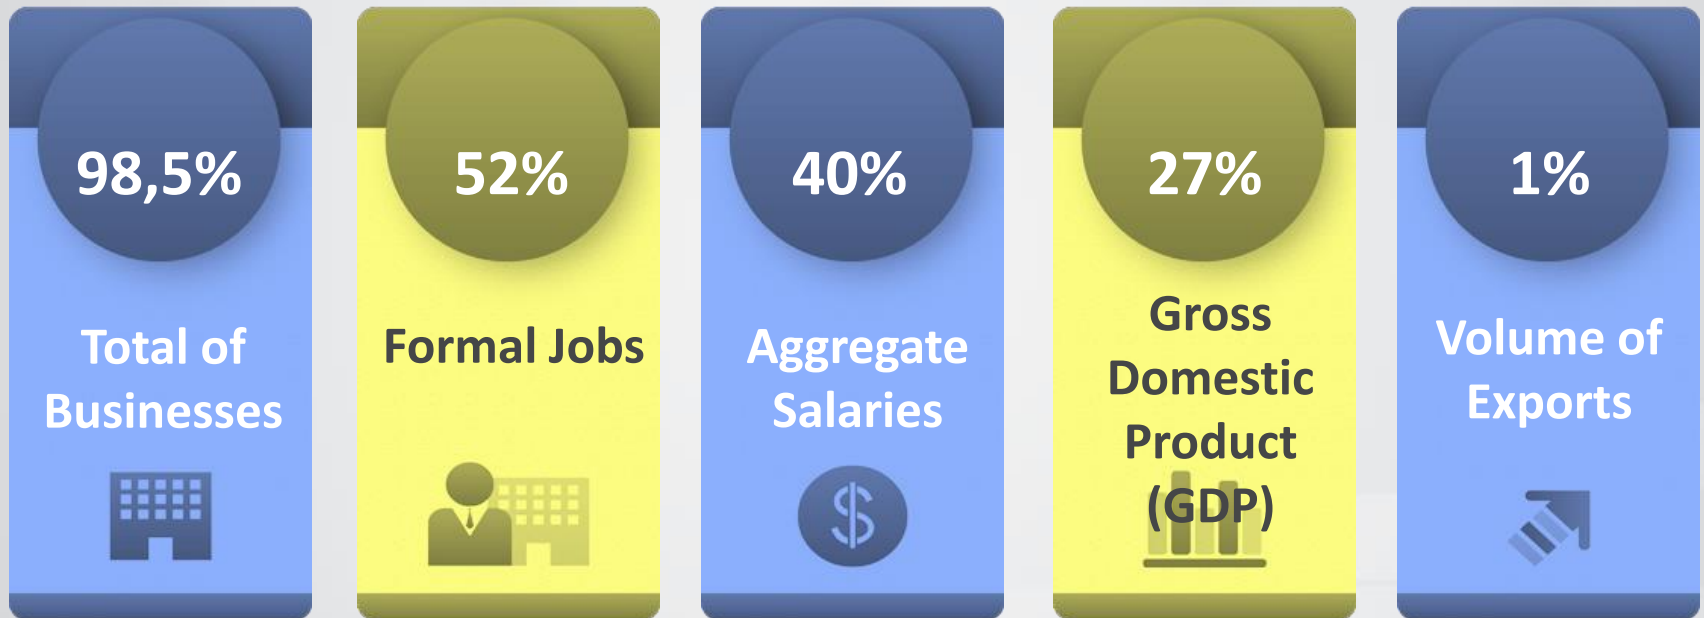 98,5%
Total of
Businesses
52%
Formal Jobs
40%
Aggregate
Salaries
27%
Gross
Domestic
Product
(GDP)
1%
Volume of
Exports